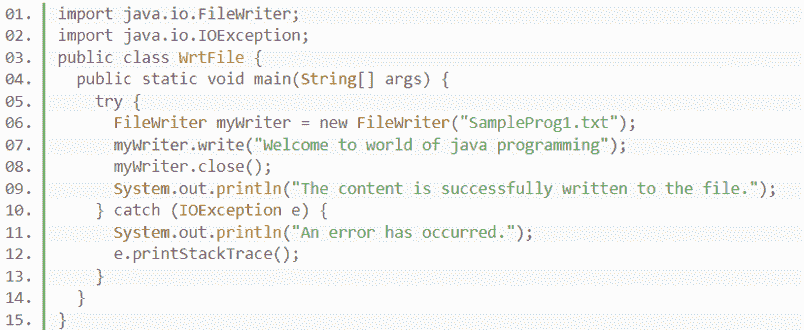 01. import java.io.FileWriter;
02. import java.io.IOException;
03. public class WrtFile {
04.   public static void main(String[] args) {
05.     try {
06.       FileWriter myWriter = new FileWriter("SampleProg1.txt");
07.       myWriter.write("Welcome to world of java programming");
08.       myWriter.close();
09.       System.out.println("The content is successfully written to the file.");
10.     } catch (IOException e) {
11.       System.out.println("An error has occurred.");
12.       e.printStackTrace();
13.     }
14.   }
15. }